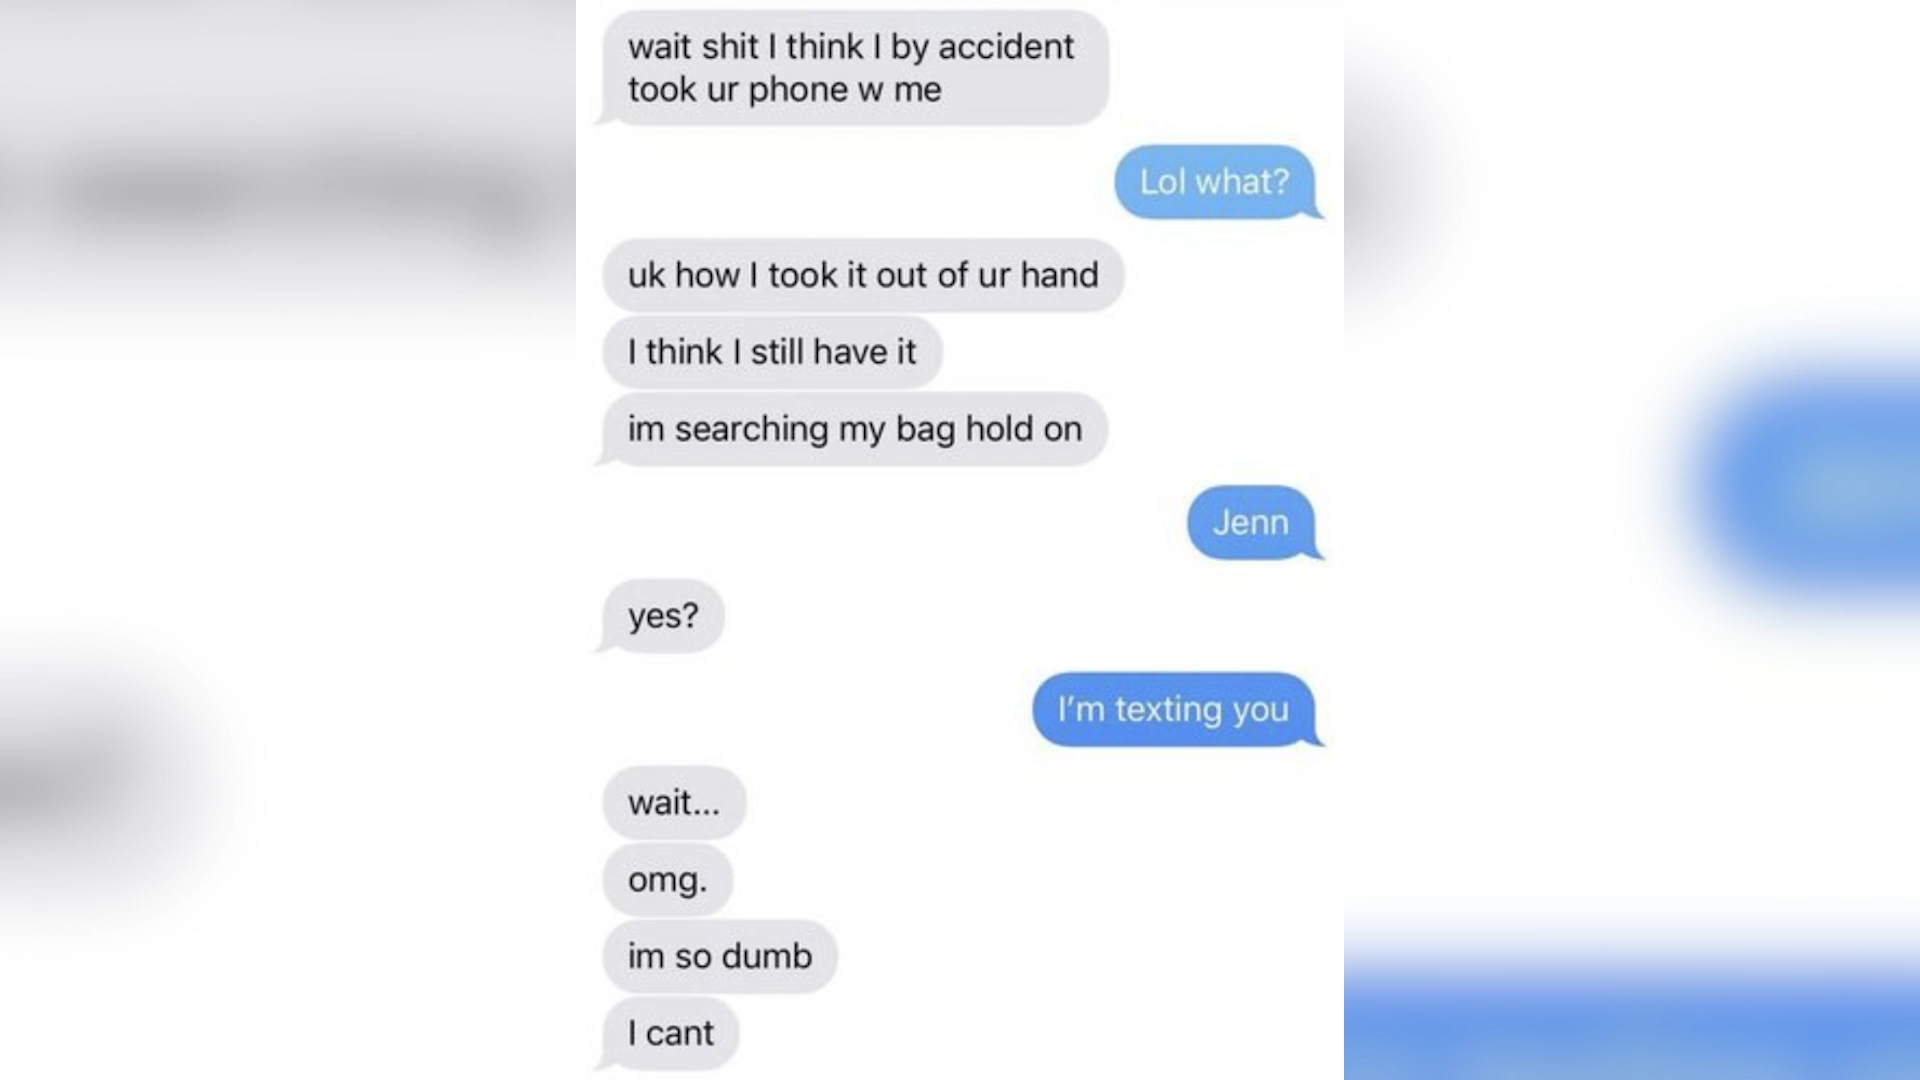 wait shit I think I by accident
took ur phone w me
Lol what?
uk how I took it out of ur hand
I think I still have it
im searching my bag hold on
Jenn
yes?
I’m texting you
wait...
omg.
im so dumb
I cant